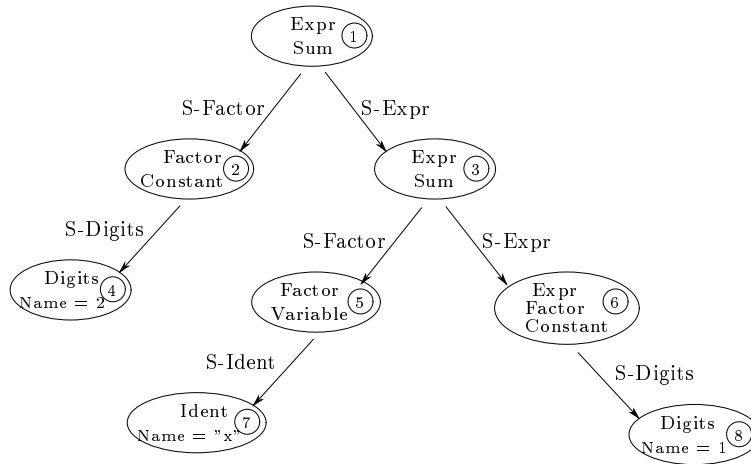 Expr
Sum
1
S-Factor
S-Expr
Factor
Constant
2
Expr
Sum
3
S-Digits
S-Factor
S-Expr
Digits
Name = 2
4
Factor
Variable
5
Expr
Factor
Constant
6
S-Ident
S-Digits
Ident
Name = "x"
7
Digits
Name = 1
8